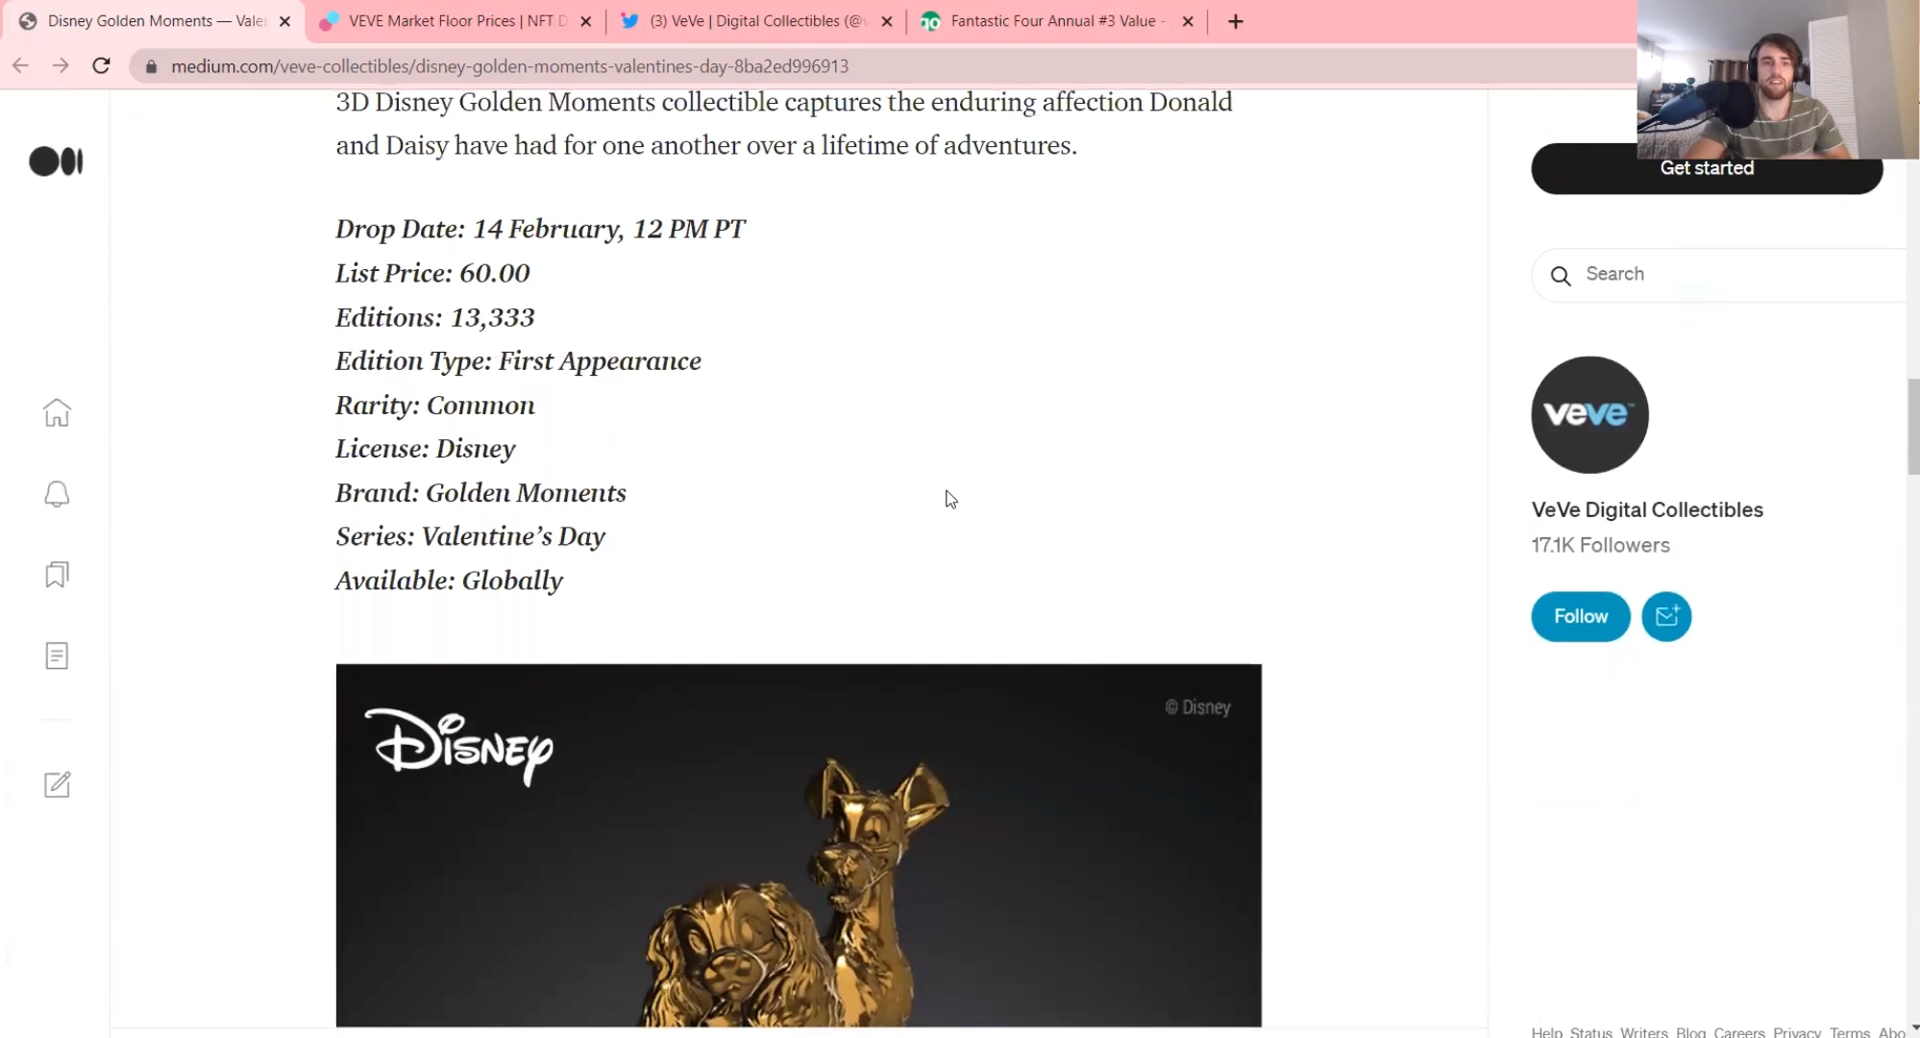 Disney Golden Moments — Valen
VEVE Market Floor Prices | NFT D
(3) VeVe | Digital Collectibles (@v
Fantastic Four Annual #3 Value -
medium.com/veve-collectibles/disney-golden-moments-valentines-day-8ba2ed996913
3D Disney Golden Moments collectible captures the enduring affection Donald
and Daisy have had for one another over a lifetime of adventures.
Drop Date: 14 February, 12 PM PT
List Price: 60.00
Editions: 13,333
Edition Type: First Appearance
Rarity: Common
License: Disney
Brand: Golden Moments
Series: Valentine’s Day
Available: Globally
Disney
© Disney
Get started
Search
veve
VeVe Digital Collectibles
17.1K Followers
Follow
Help Status Writers Blog Careers Privacy Terms Abo